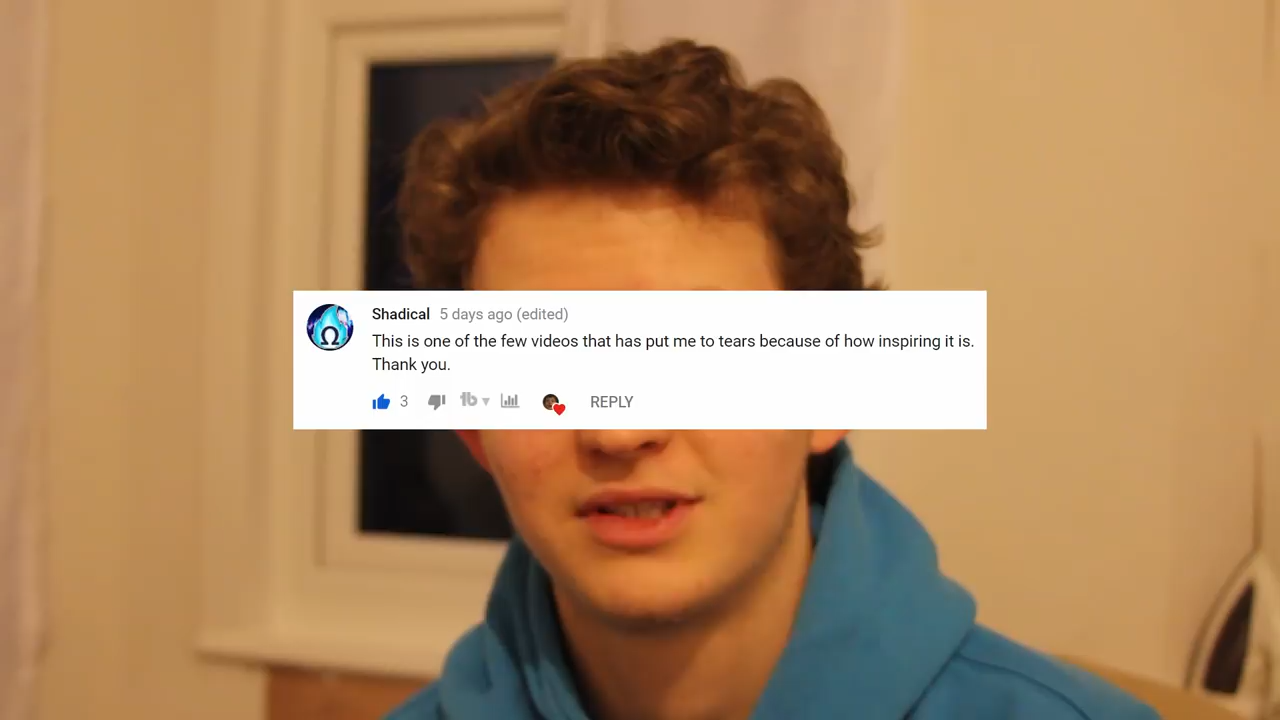 Shadical 5 days ago (edited)
This is one of the few videos that has put me to tears because of how inspiring it is.
Thank you.
3 REPLY